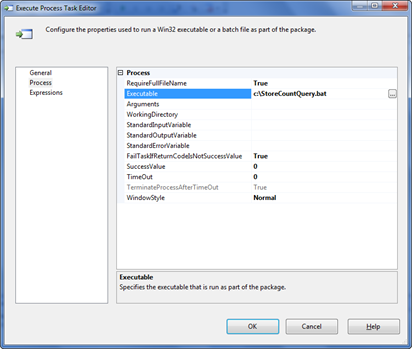 Execute Process Task Editor
Configure the properties used to run a Win32 executable or a batch file as part of the package.
General
Process
Expressions
Process
RequireFullFileName True
Executable c:\StoreCountQuery.bat ...
Arguments
WorkingDirectory
StandardInputVariable
StandardOutputVariable
StandardErrorVariable
FailTaskIfReturnCodeIsNotSuccessValue True
SuccessValue 0
TimeOut 0
TerminateProcessAfterTimeOut True
WindowStyle Normal
Executable
Specifies the executable that is run as part of the package.
OK Cancel Help